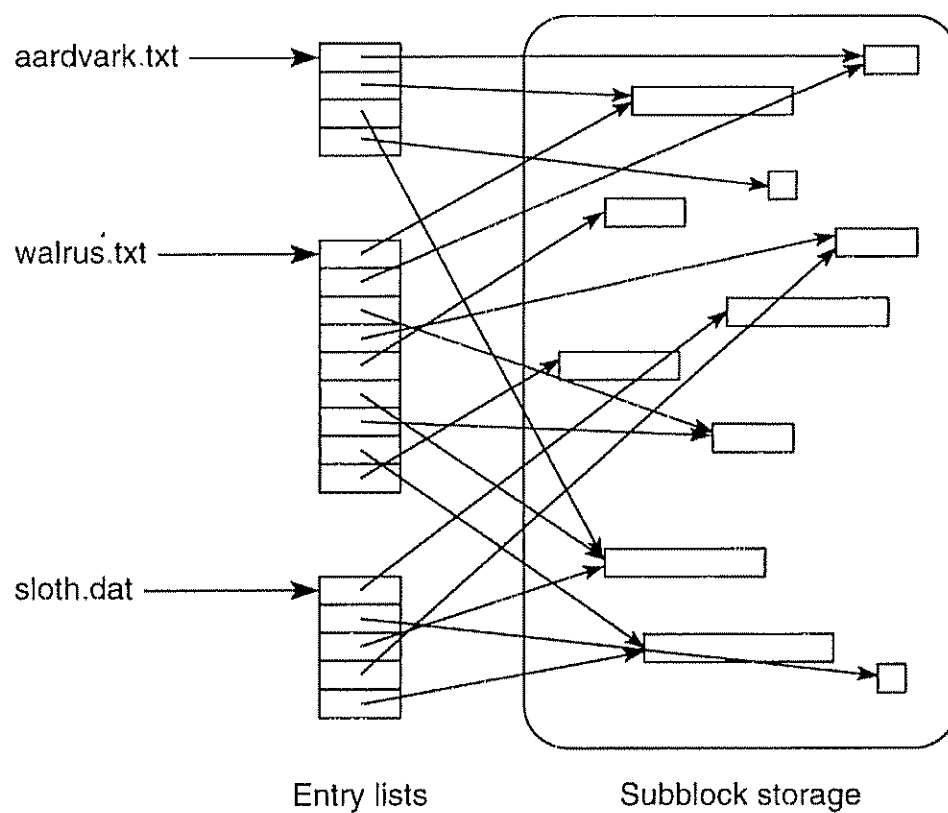 aardvark.txt
walrus.txt
sloth.dat
Entry lists
Subblock storage